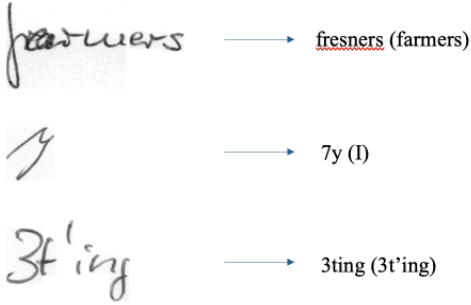 farmers fresners (farmers)
7y (I)
3t'ing 3ting (3t’ing)